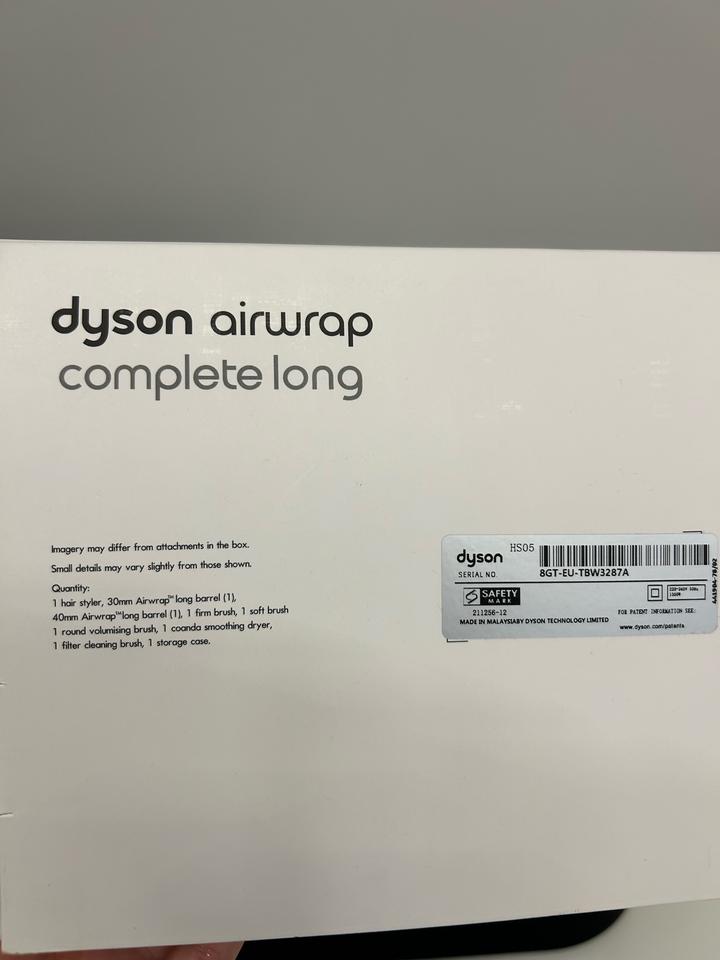 dyson airwrap
complete long
Imagery may differ from attachments in the box.
Small details may vary slightly from those shown.
Quantity:
1 hair styler, 30mm Airwrap™ long barrel (1),
40mm Airwrap™ long barrel (1), 1 firm brush, 1 soft brush
1 round volumising brush, 1 coanda smoothing dryer,
1 filter cleaning brush, 1 storage case.
dyson HS05
SERIAL NO. 8GT-EU-TBW3287A
SAFETY
MARK
211256-12
MADE IN MALAYSIABY DYSON TECHNOLOGY LIMITED
FOR PATENT INFORMATION SEE:
www.dyson.com/patents